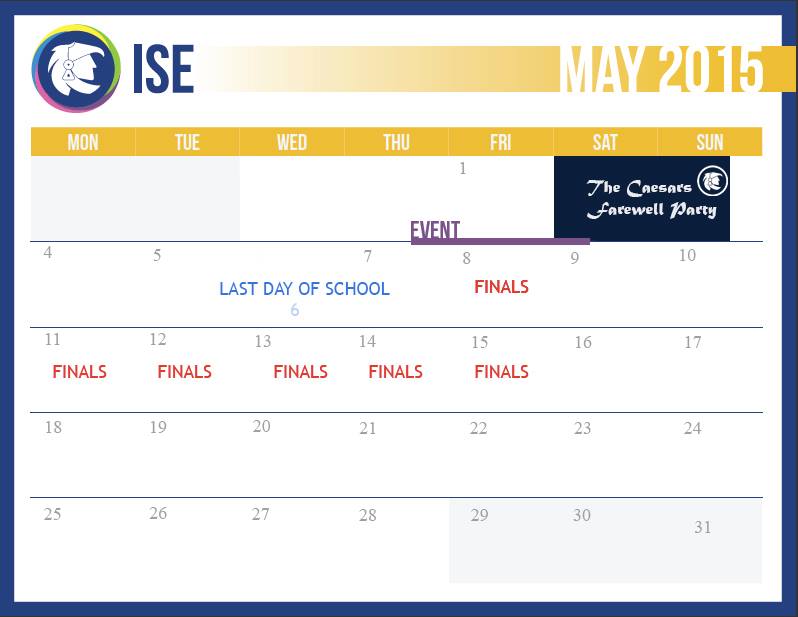 ISE
MAY 2015
MON TUE WED THU FRI SAT SUN
1
The Caesars
Farewell Party
EVENT
4 5 7 8 9 10
LAST DAY OF SCHOOL FINALS
6
11 12 13 14 15 16 17
FINALS FINALS FINALS FINALS FINALS
18 19 20 21 22 23 24
25 26 27 28 29 30 31